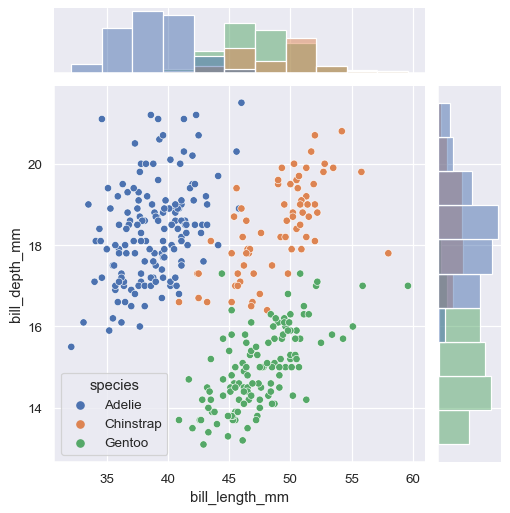 20
18
16
14
bill_depth_mm
species
Adelie
Chinstrap
Gentoo
35 40 45 50 55 60
bill_length_mm